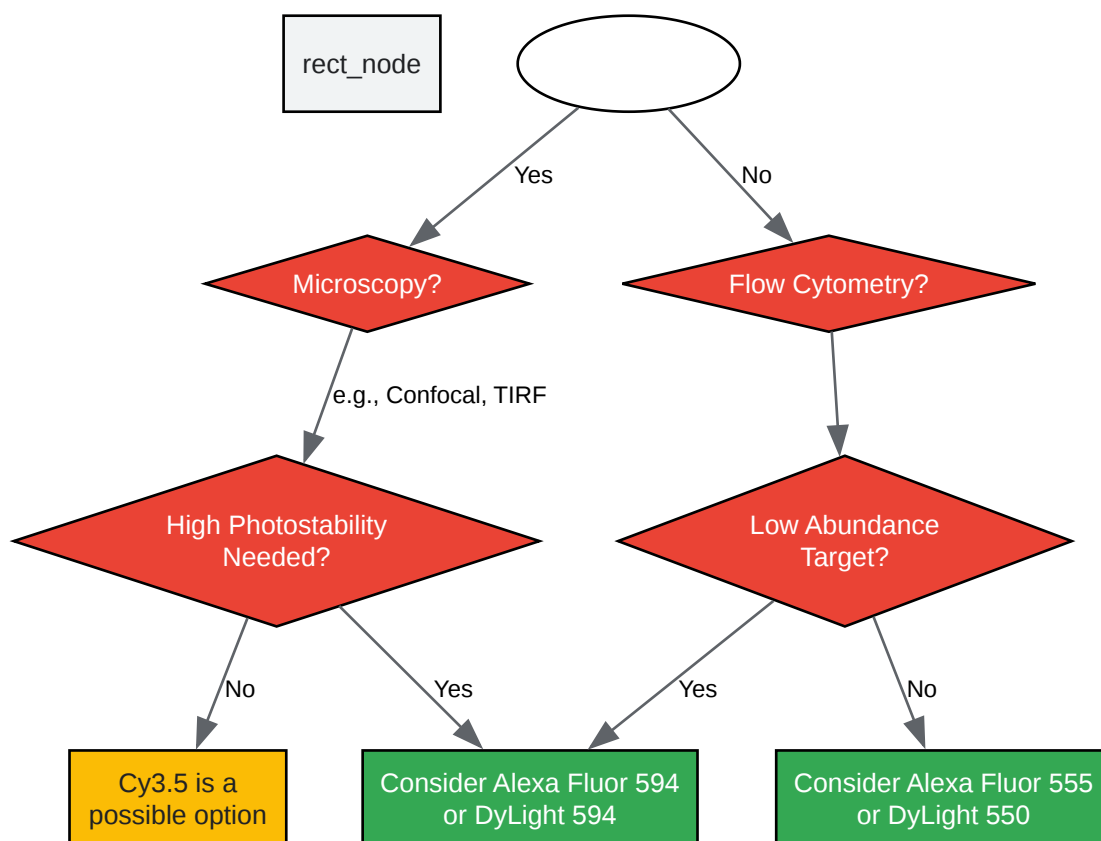 rect_node
Yes
No
Microscopy?
Flow Cytometry?
e.g., Confocal, TIRF
High Photostability
Needed?
Low Abundance
Target?
No
Yes
Yes
No
Cy3.5 is a
possible option
Consider Alexa Fluor 594
or DyLight 594
Consider Alexa Fluor 555
or DyLight 550